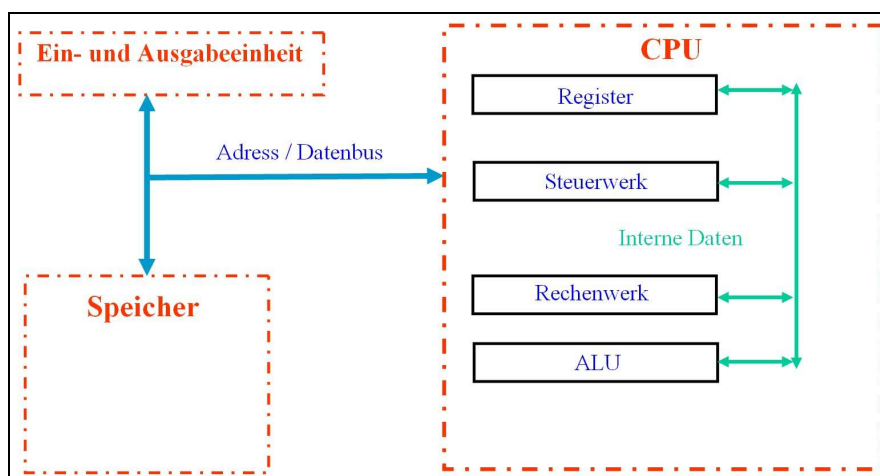 Ein- und Ausgabeeinheit
CPU
Register
Adress / Datenbus
Steuerwerk
Interne Daten
Speicher
Rechenwerk
ALU